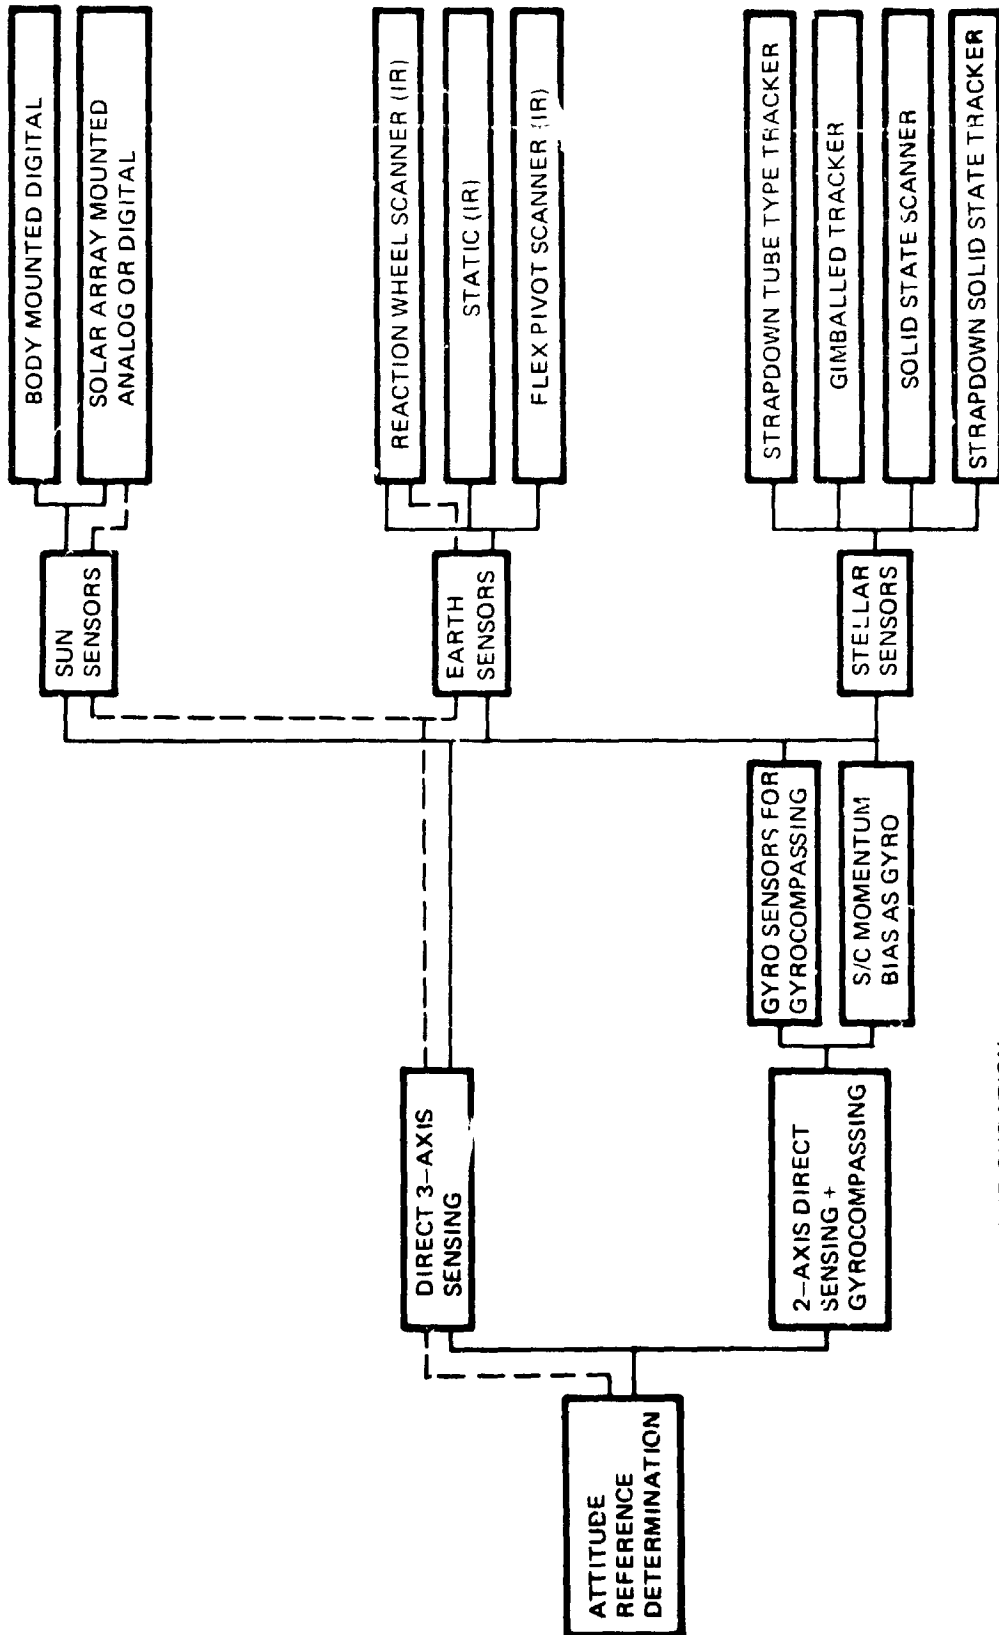 ATTITUDE
REFERENCE
DETERMINATION
DIRECT 3-AXIS
SENSING
2-AXIS DIRECT
SENSING +
GYROCOMPASSING
GYRO SENSORS FOR
GYROCOMPASSING
S/C MOMENTUM
BIAS AS GYRO
SUN
SENSORS
EARTH
SENSORS
STELLAR
SENSORS
BODY MOUNTED DIGITAL
SOLAR ARRAY MOUNTED
ANALOG OR DIGITAL
REACTION WHEEL SCANNER (IR)
STATIC (IR)
FLEX PIVOT SCANNER (IR)
STRAPDOWN TUBE TYPE TRACKER
GIMBALLED TRACKER
SOLID STATE SCANNER
STRAPDOWN SOLID STATE TRACKER